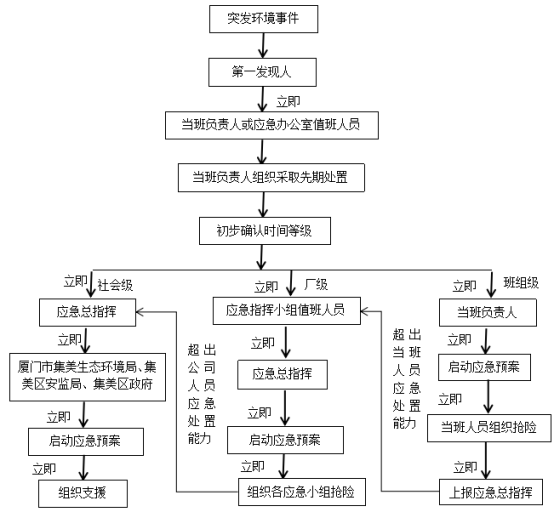 突发环境事件
第一发现人
立即
当班负责人或应急办公室值班人员
当班负责人组织采取先期处置
初步确认时间等级
立即
社会级
立即
厂级
立即
班组级
应急总指挥
应急指挥小组值班人员
当班负责人
立即
立即
立即
厦门市集美生态环境局、集
美区安监局、集美区政府
超出
公司
人员
应急
处置
能力
应急总指挥
超出
当班
人员
应急
处置
能力
启动应急预案
立即
立即
立即
启动应急预案
启动应急预案
当班人员组织抢险
立即
立即
立即
组织支援
组织各应急小组抢险
上报应急总指挥